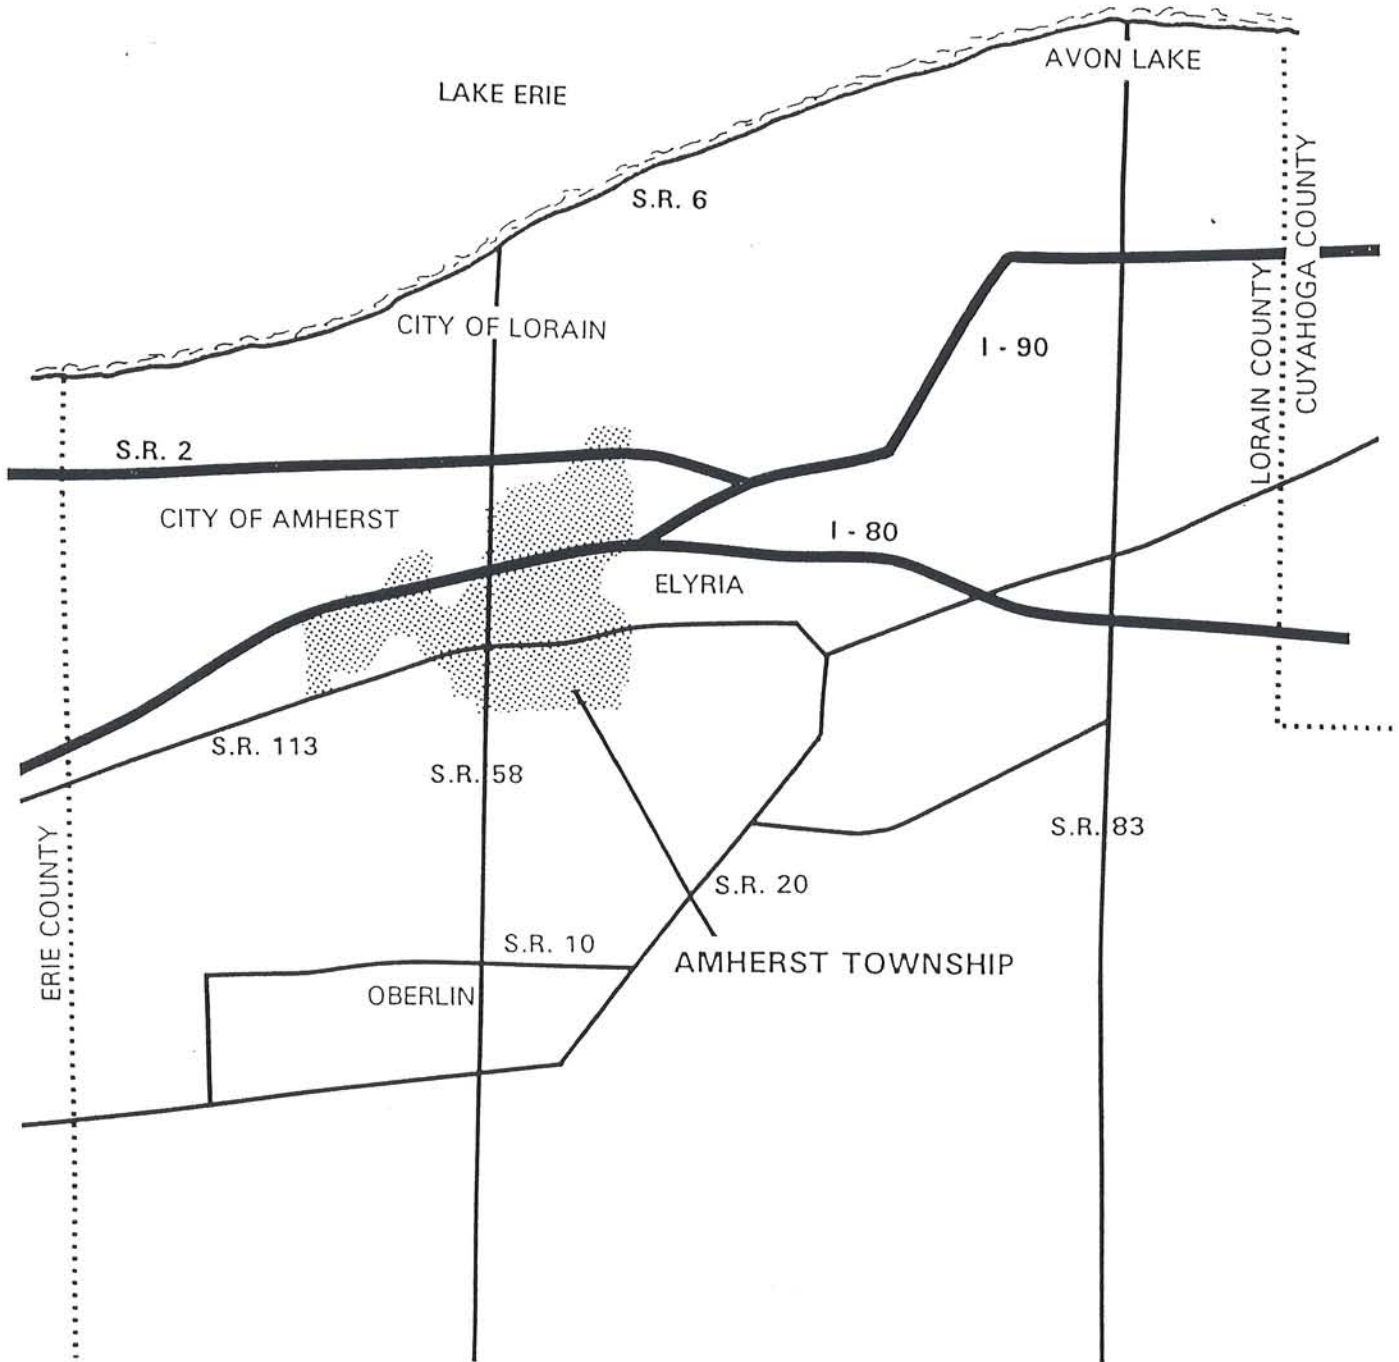 AVON LAKE
LAKE ERIE
S.R. 6
CUYAHOGA COUNTY
LORAIN COUNTY
CITY OF LORAIN
I - 90
S.R. 2
CITY OF AMHERST
I - 80
ELYRIA
S.R. 113
S.R. 58
S.R. 83
ERIE COUNTY
S.R. 20
S.R. 10
AMHERST TOWNSHIP
OBERLIN